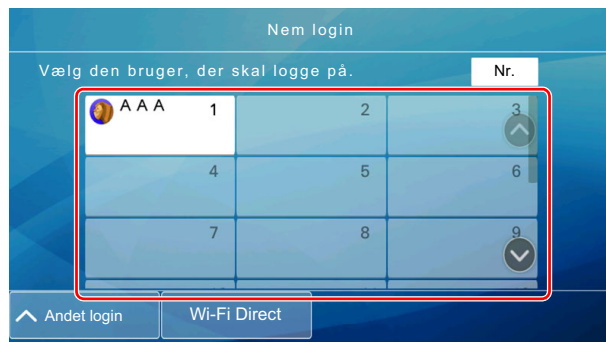 Nem login
Vælg den bruger, der skal logge på.
Nr.
A A A 1
2
3
4
5
6
7
8
9
Andet login
Wi-Fi Direct